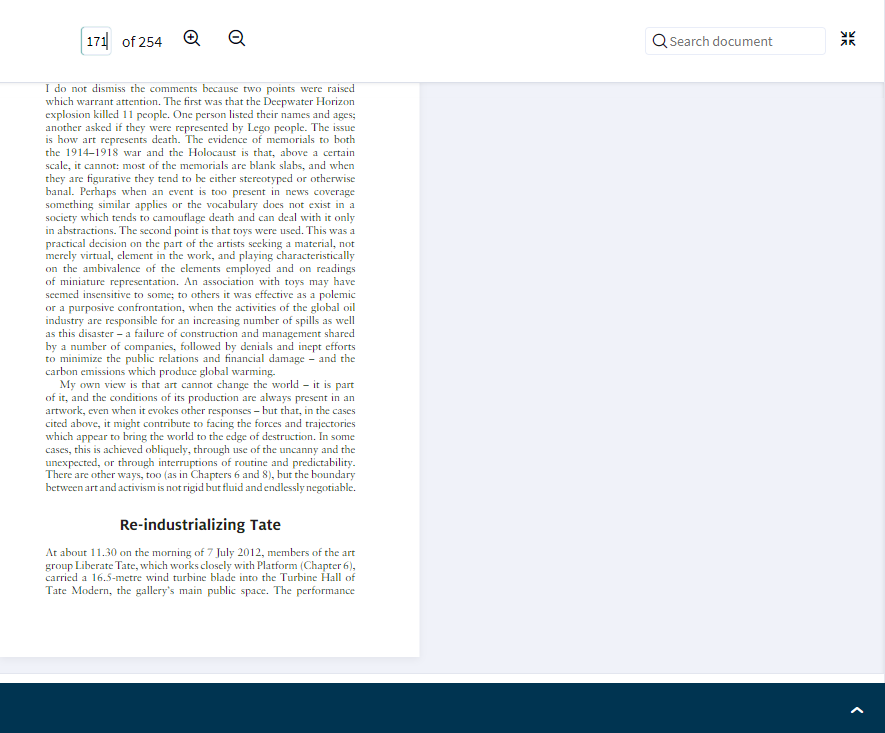 171 of 254
Search document
I do not dismiss the comments because two points were raised
which warrant attention. The first was that the Deepwater Horizon
explosion killed 11 people. One person listed their names and ages;
another asked if they were represented by Lego people. The issue
is how art represents death. The evidence of memorials to both
the 1914–1918 war and the Holocaust is that, above a certain
scale, it cannot: most of the memorials are blank slabs, and when
they are figurative they tend to be either stereotyped or otherwise
banal. Perhaps when an event is too present in news coverage
something similar applies or the vocabulary does not exist in a
society which tends to camouflage death and can deal with it only
in abstractions. The second point is that toys were used. This was a
practical decision on the part of the artists seeking a material, not
merely virtual, element in the work, and playing characteristically
on the ambivalence of the elements employed and on readings
of miniature representation. An association with toys may have
seemed insensitive to some; to others it was effective as a polemic
or a purposive confrontation, when the activities of the global oil
industry are responsible for an increasing number of spills as well
as this disaster – a failure of construction and management shared
by a number of companies, followed by denials and inept efforts
to minimize the public relations and financial damage – and the
carbon emissions which produce global warming.
My own view is that art cannot change the world – it is part
of it, and the conditions of its production are always present in an
artwork, even when it evokes other responses – but that, in the cases
cited above, it might contribute to facing the forces and trajectories
which appear to bring the world to the edge of destruction. In some
cases, this is achieved obliquely, through use of the uncanny and the
unexpected, or through interruptions of routine and predictability.
There are other ways, too (as in Chapters 6 and 8), but the boundary
between art and activism is not rigid but fluid and endlessly negotiable.
Re-industrializing Tate
At about 11.30 on the morning of 7 July 2012, members of the art
group Liberate Tate, which works closely with Platform (Chapter 6),
carried a 16.5-metre wind turbine blade into the Turbine Hall of
Tate Modern, the gallery's main public space. The performance